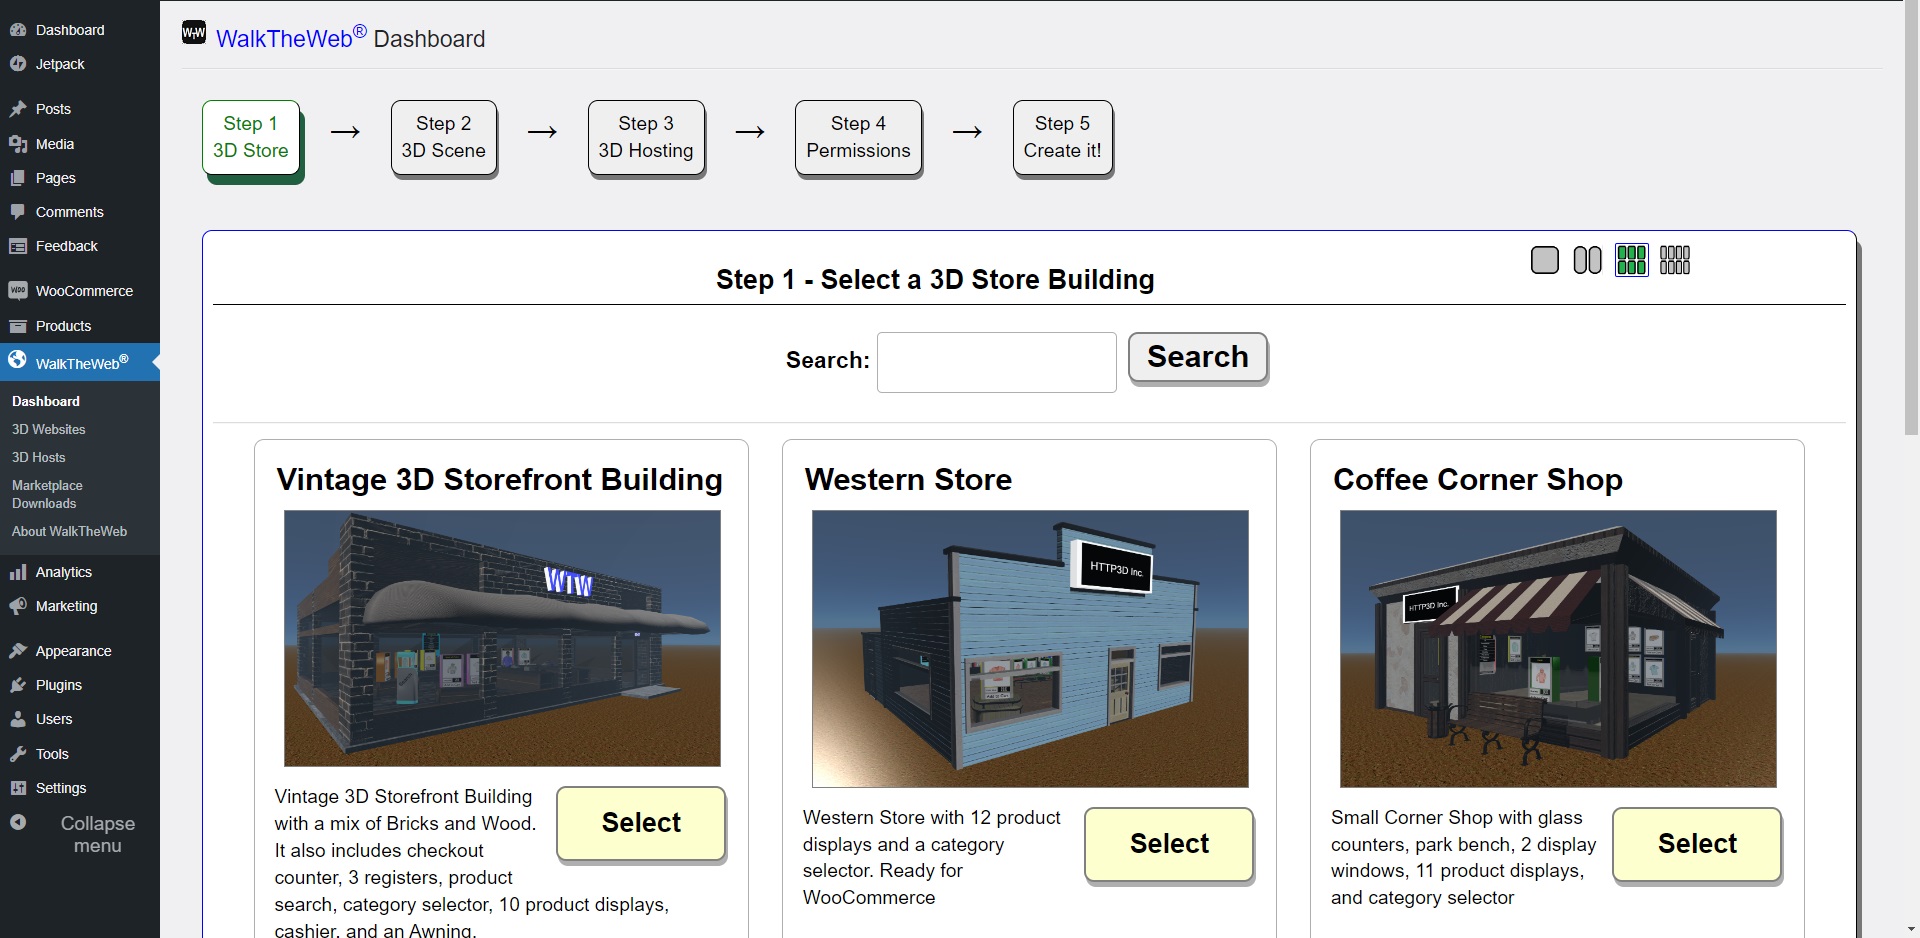 Dashboard
Jetpack
Posts
Media
Pages
Comments
Feedback
WooCommerce
Products
WalkTheWeb®
Dashboard
3D Websites
3D Hosts
Marketplace
Downloads
About WalkTheWeb
Analytics
Marketing
Appearance
Plugins
Users
Tools
Settings
Collapse
menu
WTW WalkTheWeb® Dashboard
Step 1
3D Store
→
Step 2
3D Scene
→
Step 3
3D Hosting
→
Step 4
Permissions
→
Step 5
Create it!
Step 1 - Select a 3D Store Building
Search:
Search
Vintage 3D Storefront Building
WTW
Vintage 3D Storefront Building
with a mix of Bricks and Wood.
It also includes checkout
counter, 3 registers, product
search, category selector, 10 product displays,
cashier, and an Awning.
Select
Western Store
HTTP3D Inc.
Western Store with 12 product
displays and a category
selector. Ready for
WooCommerce
Select
Coffee Corner Shop
HTTP3D Inc.
Small Corner Shop with glass
counters, park bench, 2 display
windows, 11 product displays,
and category selector
Select